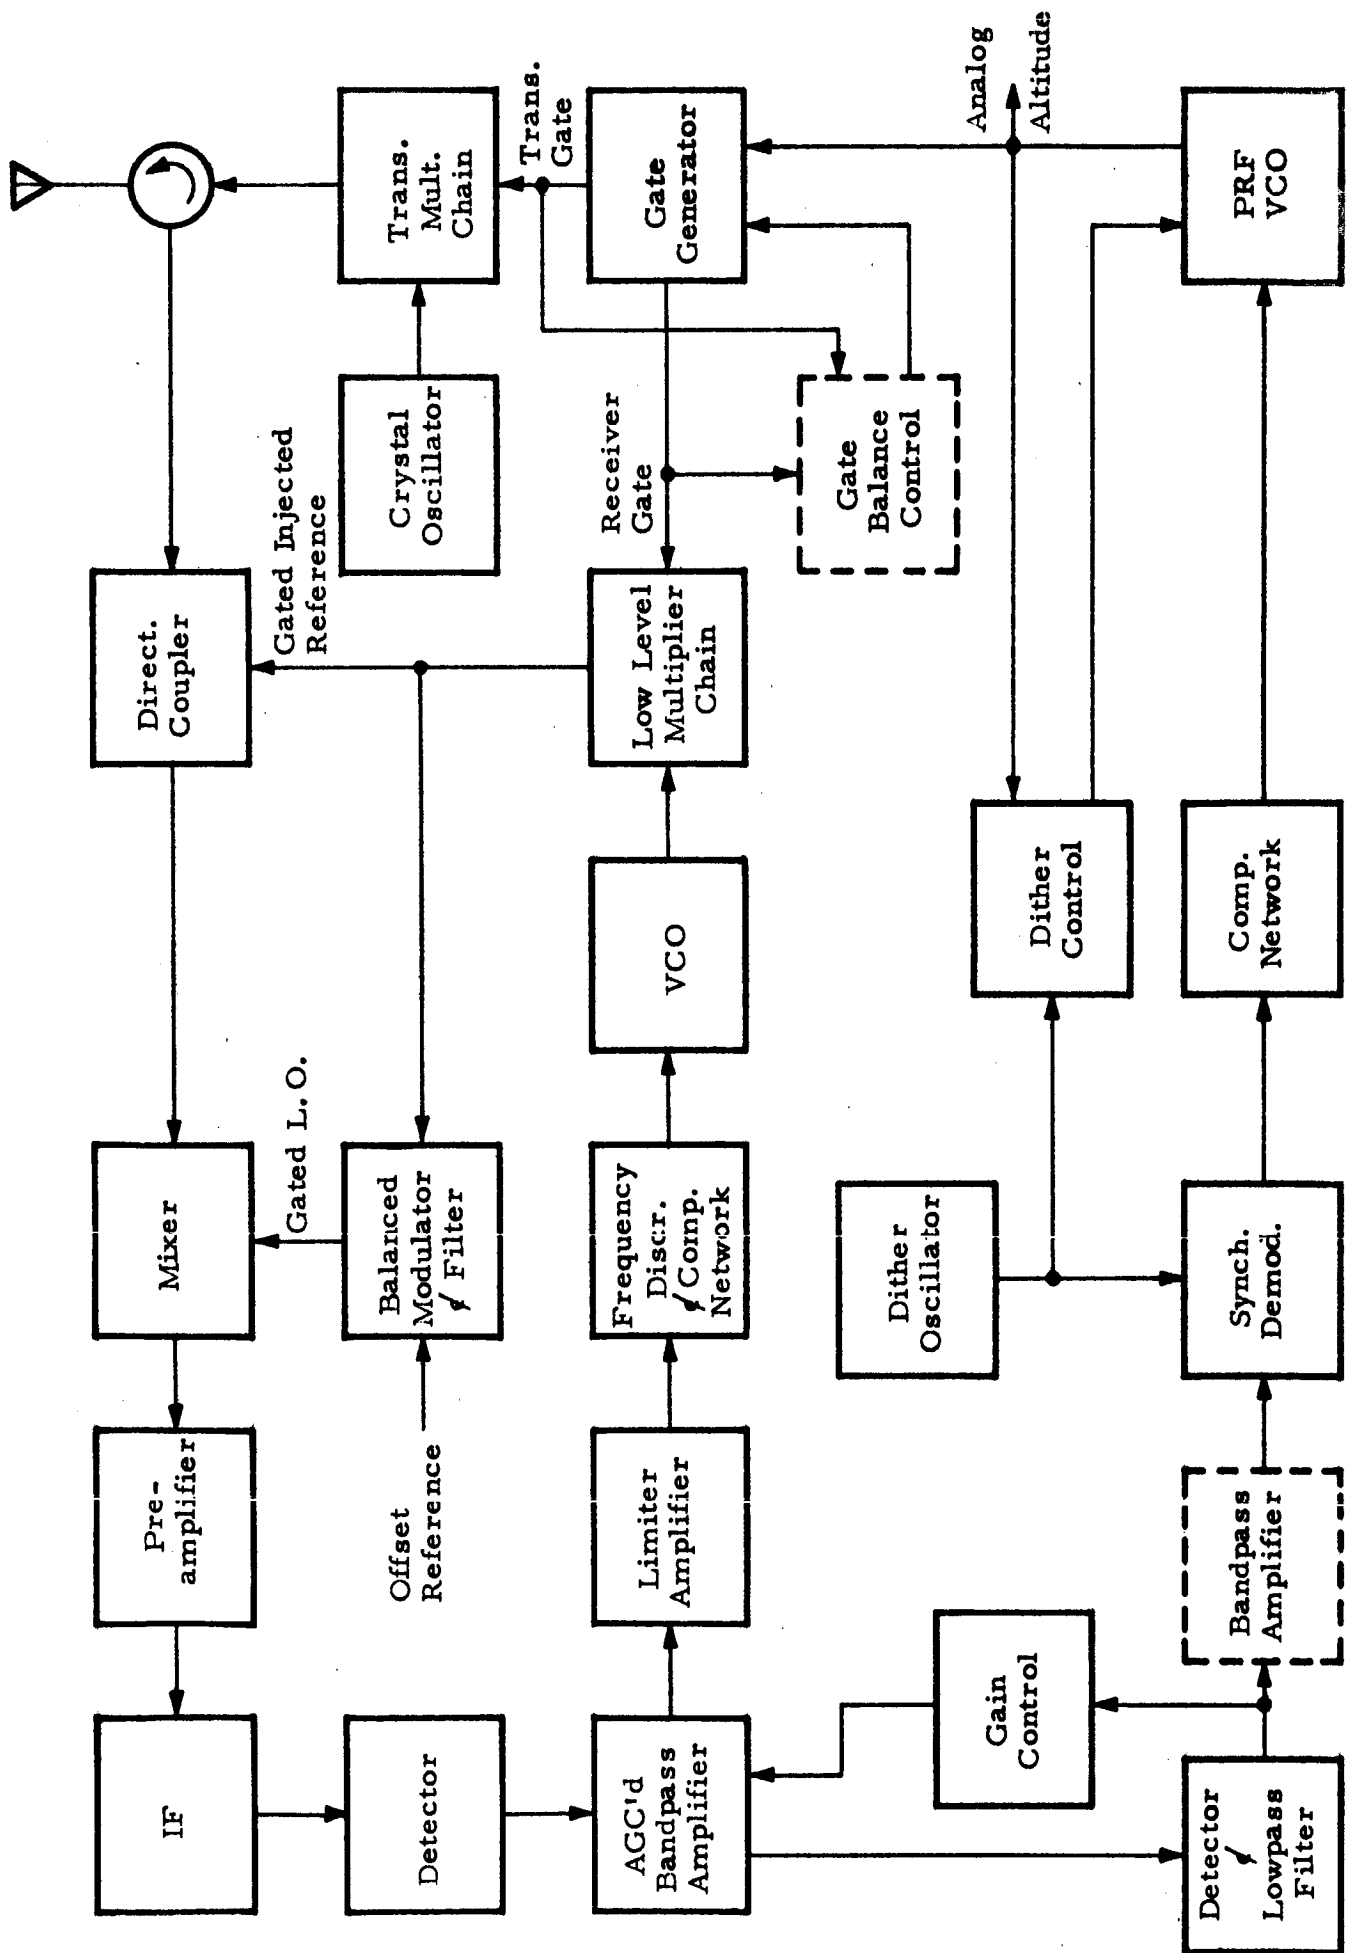 IF
Pre-
amplifier
Mixer
Direct.
Coupler
Detector
Offset
Reference
Balanced
Modulator
& Filter
Gated L.O.
Gated Injected
Reference
Crystal
Oscillator
Trans.
Mult.
Chain
AGC'd
Bandpass
Amplifier
Limiter
Amplifier
Frequency
Discr.
& Comp.
Network
VCO
Low Level
Multiplier
Chain
Receiver
Gate
Gate
Generator
Trans.
Gate
Gate
Balance
Control
Gain
Control
Dither
Oscillator
Dither
Control
Analog
Altitude
Detector
&
Lowpass
Filter
Bandpass
Amplifier
Synch.
Demod.
Comp.
Network
PRF
VCO